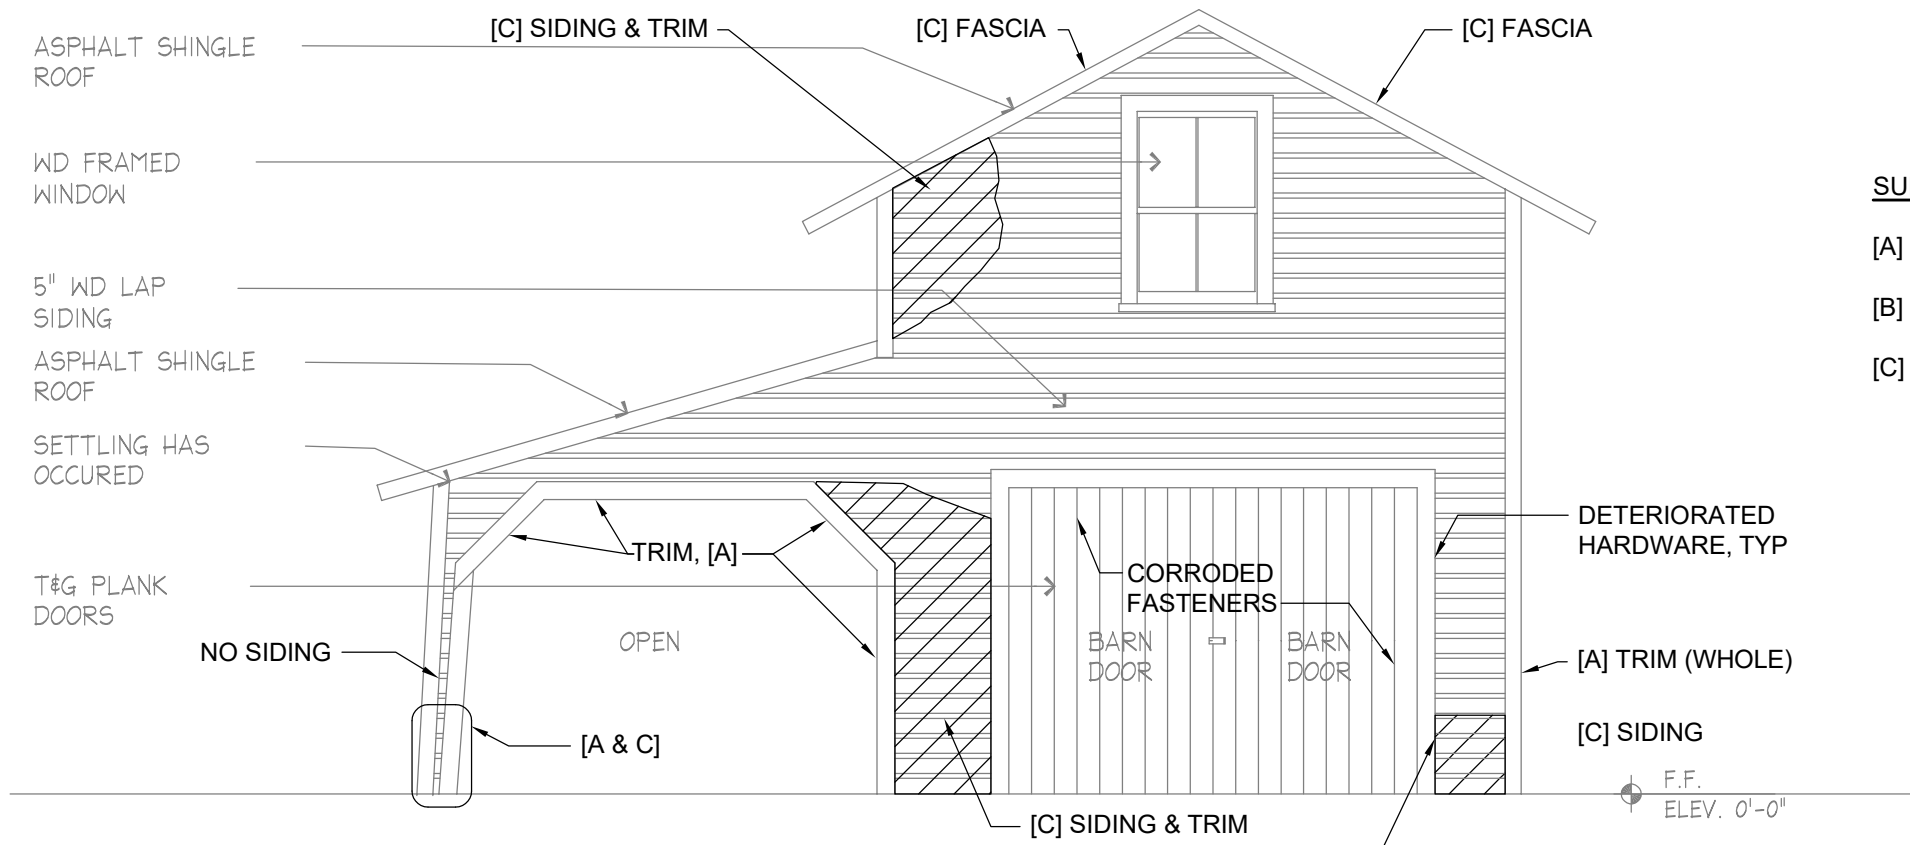 ASPHALT SHINGLE
ROOF
[C] SIDING & TRIM
[C] FASCIA
[C] FASCIA
WD FRAMED
WINDOW
SU
[A]
[B]
[C]
5" WD LAP
SIDING
ASPHALT SHINGLE
ROOF
SETTLING HAS
OCCURED
T&G PLANK
DOORS
TRIM, [A]
CORRODED
FASTENERS
DETERIORATED
HARDWARE, TYP
NO SIDING
OPEN
BARN
DOOR
BARN
DOOR
[A] TRIM (WHOLE)
[A & C]
[C] SIDING
[C] SIDING & TRIM
F.F.
ELEV. 0'-0"